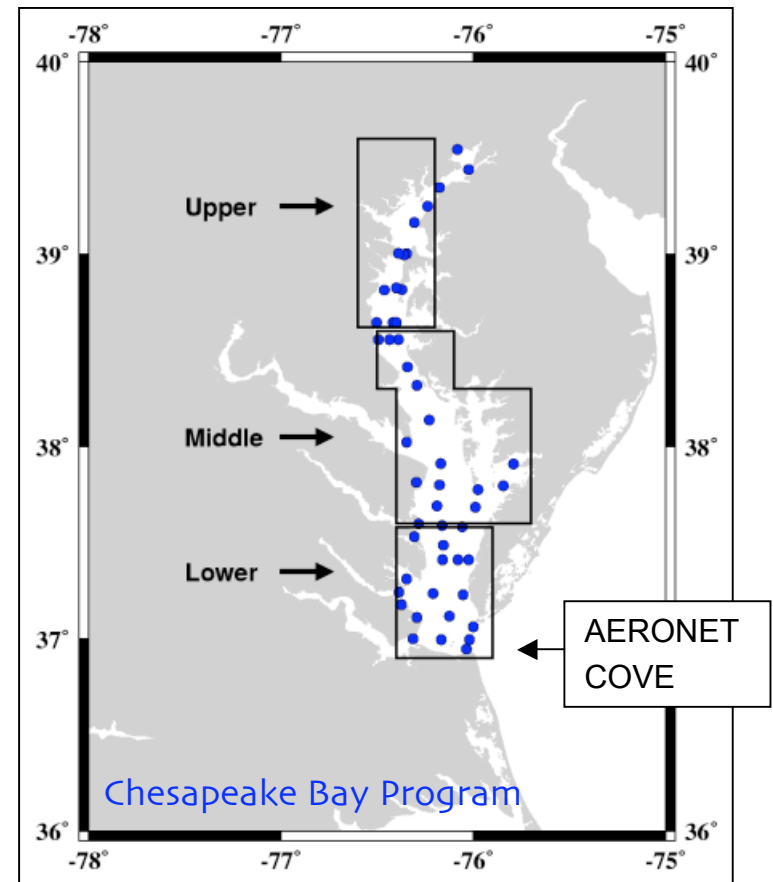 -78° -77° -76° -75°
40° 40°
Upper
39° 39°
Middle
38° 38°
Lower
37° 37°
AERONET
COVE
Chesapeake Bay Program
36° 36°
-78° -77° -76° -75°